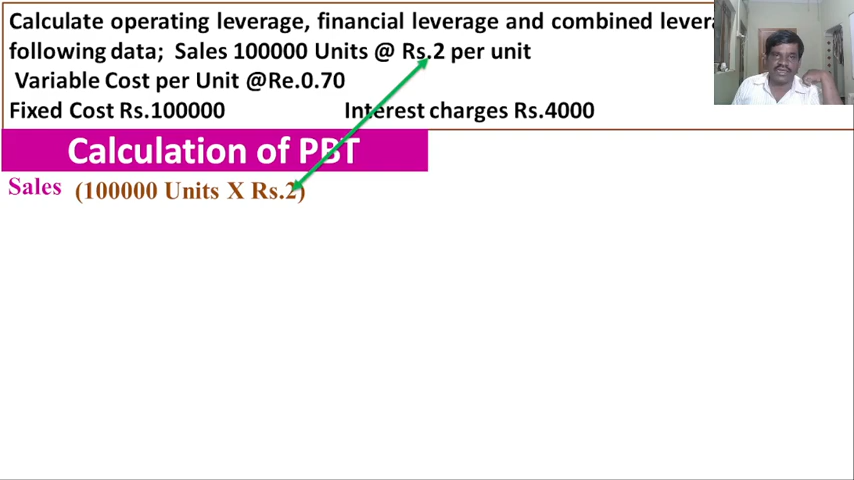 Calculate operating leverage, financial leverage and combined
following data; Sales 100000 Units @ Rs.2 per unit
Variable Cost per Unit @Re.0.70
Fixed Cost Rs.100000 Interest charges Rs.4000
Calculation of PBT
Sales (100000 Units X Rs.2)